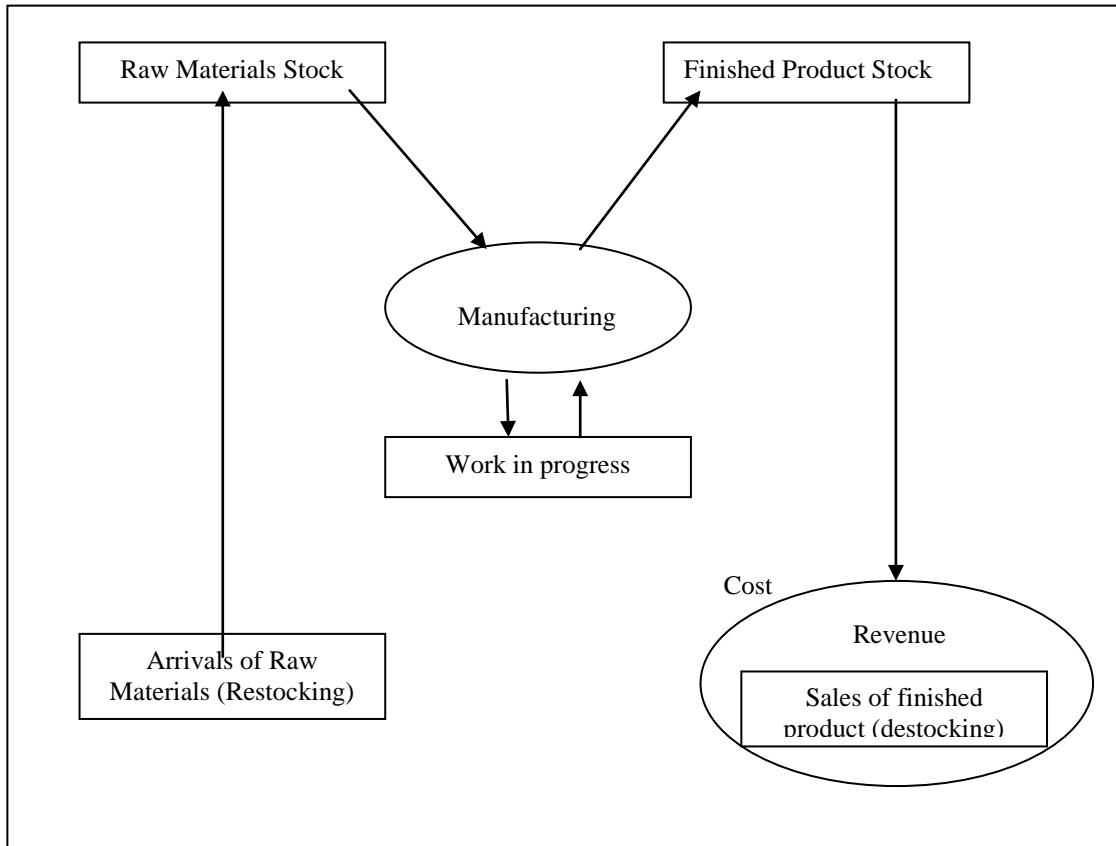 Raw Materials Stock
Finished Product Stock
Manufacturing
Work in progress
Cost
Revenue
Arrivals of Raw
Materials (Restocking)
Sales of finished
product (destocking)